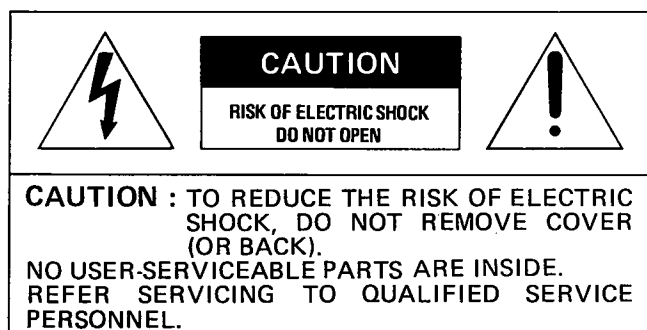 CAUTION
RISK OF ELECTRIC SHOCK
DO NOT OPEN
CAUTION : TO REDUCE THE RISK OF ELECTRIC
SHOCK, DO NOT REMOVE COVER
(OR BACK).
NO USER-SERVICEABLE PARTS ARE INSIDE.
REFER SERVICING TO QUALIFIED SERVICE
PERSONNEL.